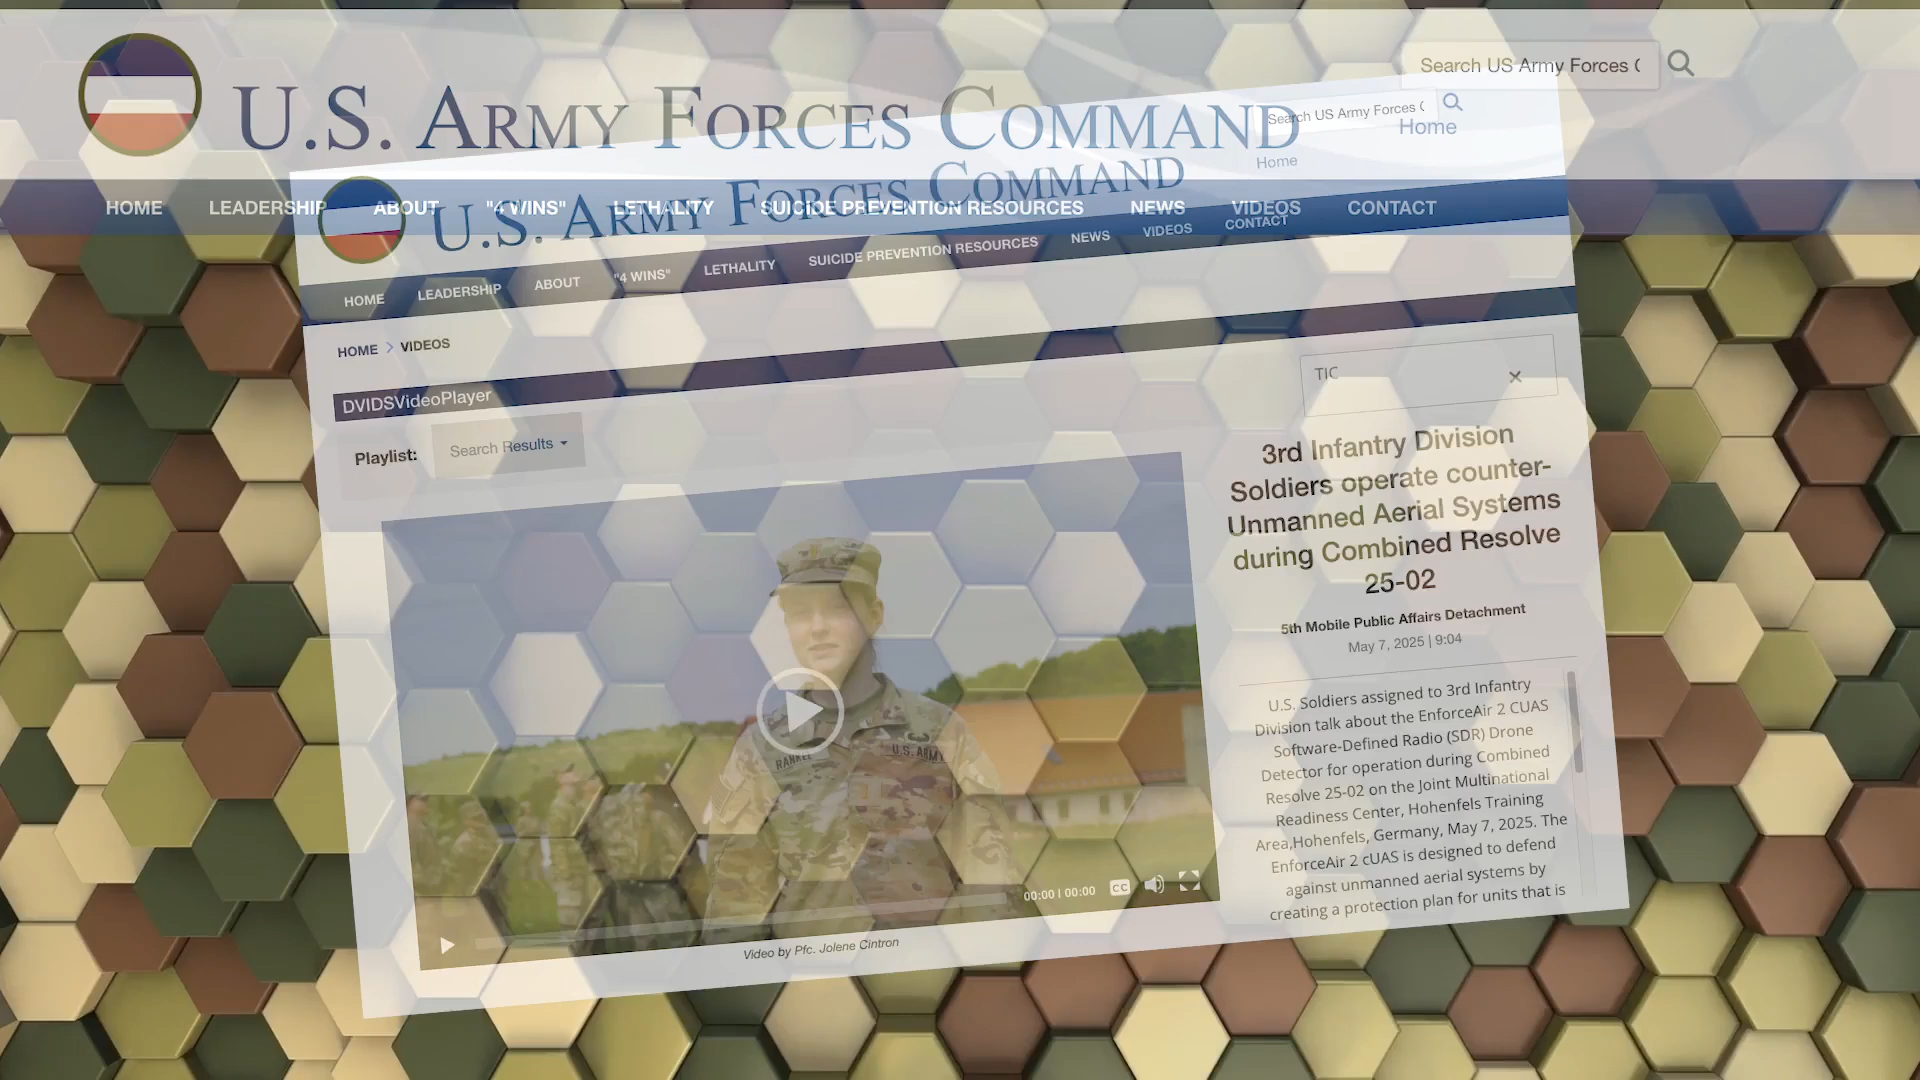 Search US Army Forces C
U.S. ARMY FORCES COMMAND
Home
HOME LEADERSHIP ABOUT "4 WINS" LETHALITY SUICIDE PREVENTION RESOURCES NEWS VIDEOS CONTACT
Search US Army Forces C
Home
U.S. ARMY FORCES COMMAND
HOME LEADERSHIP ABOUT "4 WINS" LETHALITY SUICIDE PREVENTION RESOURCES NEWS VIDEOS CONTACT
HOME > VIDEOS
DVIDSVideoPlayer
Playlist: Search Results
TIC
3rd Infantry Division
Soldiers operate counter-
Unmanned Aerial Systems
during Combined Resolve
25-02
5th Mobile Public Affairs Detachment
May 7, 2025 | 9:04
U.S. Soldiers assigned to 3rd Infantry
Division talk about the EnforceAir 2 CUAS
Software-Defined Radio (SDR) Drone
Detector for operation during Combined
Resolve 25-02 on the Joint Multinational
Readiness Center, Hohenfels Training
Area,Hohenfels, Germany, May 7, 2025. The
EnforceAir 2 cUAS is designed to defend
against unmanned aerial systems by
creating a protection plan for units that is
U.S. ARMY
00:00 | 00:00 CC
Video by Pfc. Jolene Cintron